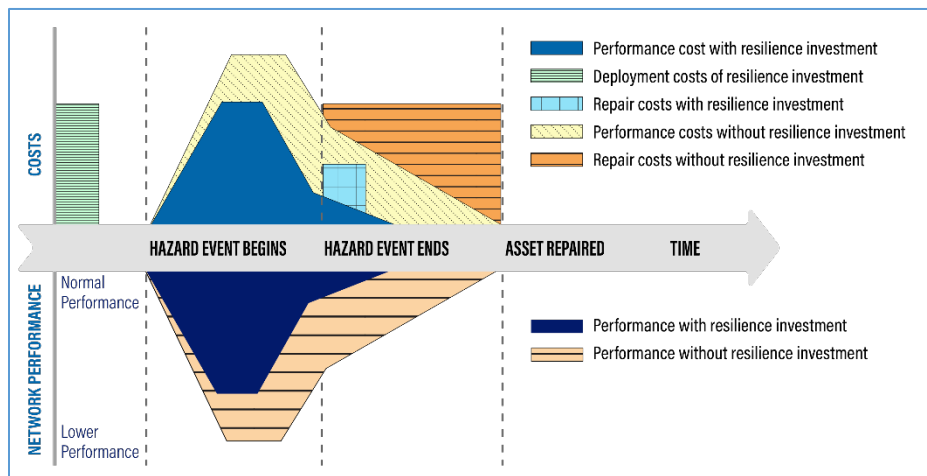 Performance cost with resilience investment
Deployment costs of resilience investment
Repair costs with resilience investment
Performance costs without resilience investment
Repair costs without resilience investment
COSTS
HAZARD EVENT BEGINS
HAZARD EVENT ENDS
ASSET REPAIRED
TIME
NETWORK PERFORMANCE
Normal
Performance
Lower
Performance
Performance with resilience investment
Performance without resilience investment